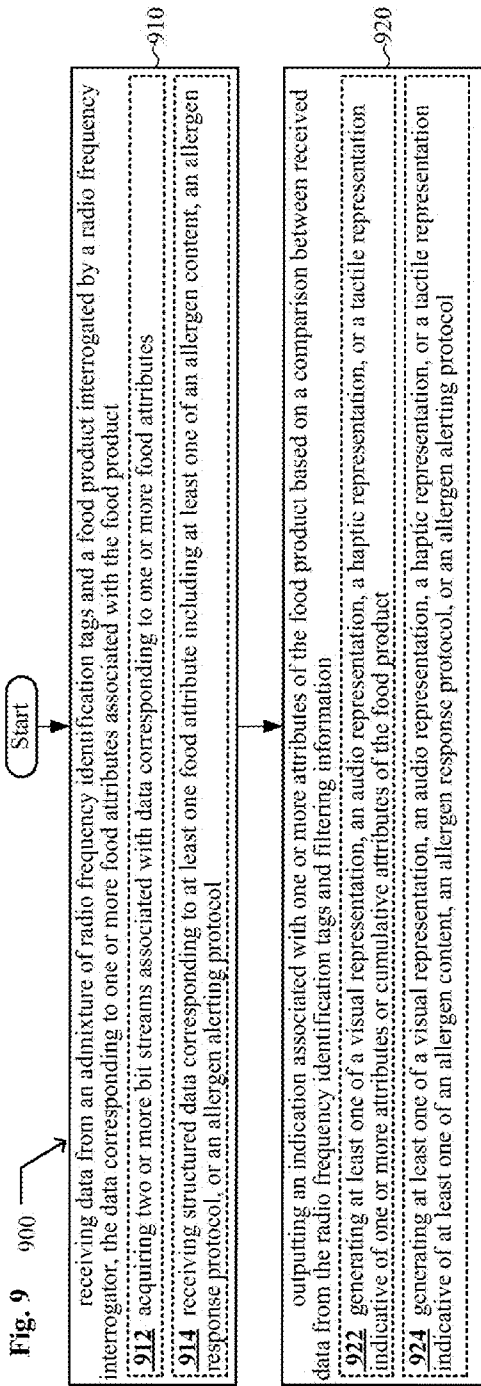 Fig. 9
900
Start
receiving data from an admixture of radio frequency identification tags and a food product interrogated by a radio frequency
interrogator, the data corresponding to one or more food attributes associated with the food product
912 acquiring two or more bit streams associated with data corresponding to one or more food attributes
914 receiving structured data corresponding to at least one food attribute including at least one of an allergen content, an allergen
response protocol, or an allergen alerting protocol
910
outputting an indication associated with one or more attributes of the food product based on a comparison between received
data from the radio frequency identification tags and filtering information
922 generating at least one of a visual representation, an audio representation, a haptic representation, or a tactile representation
indicative of one or more attributes or cumulative attributes of the food product
924 generating at least one of a visual representation, an audio representation, a haptic representation, or a tactile representation
indicative of at least one of an allergen content, an allergen response protocol, or an allergen alerting protocol
920